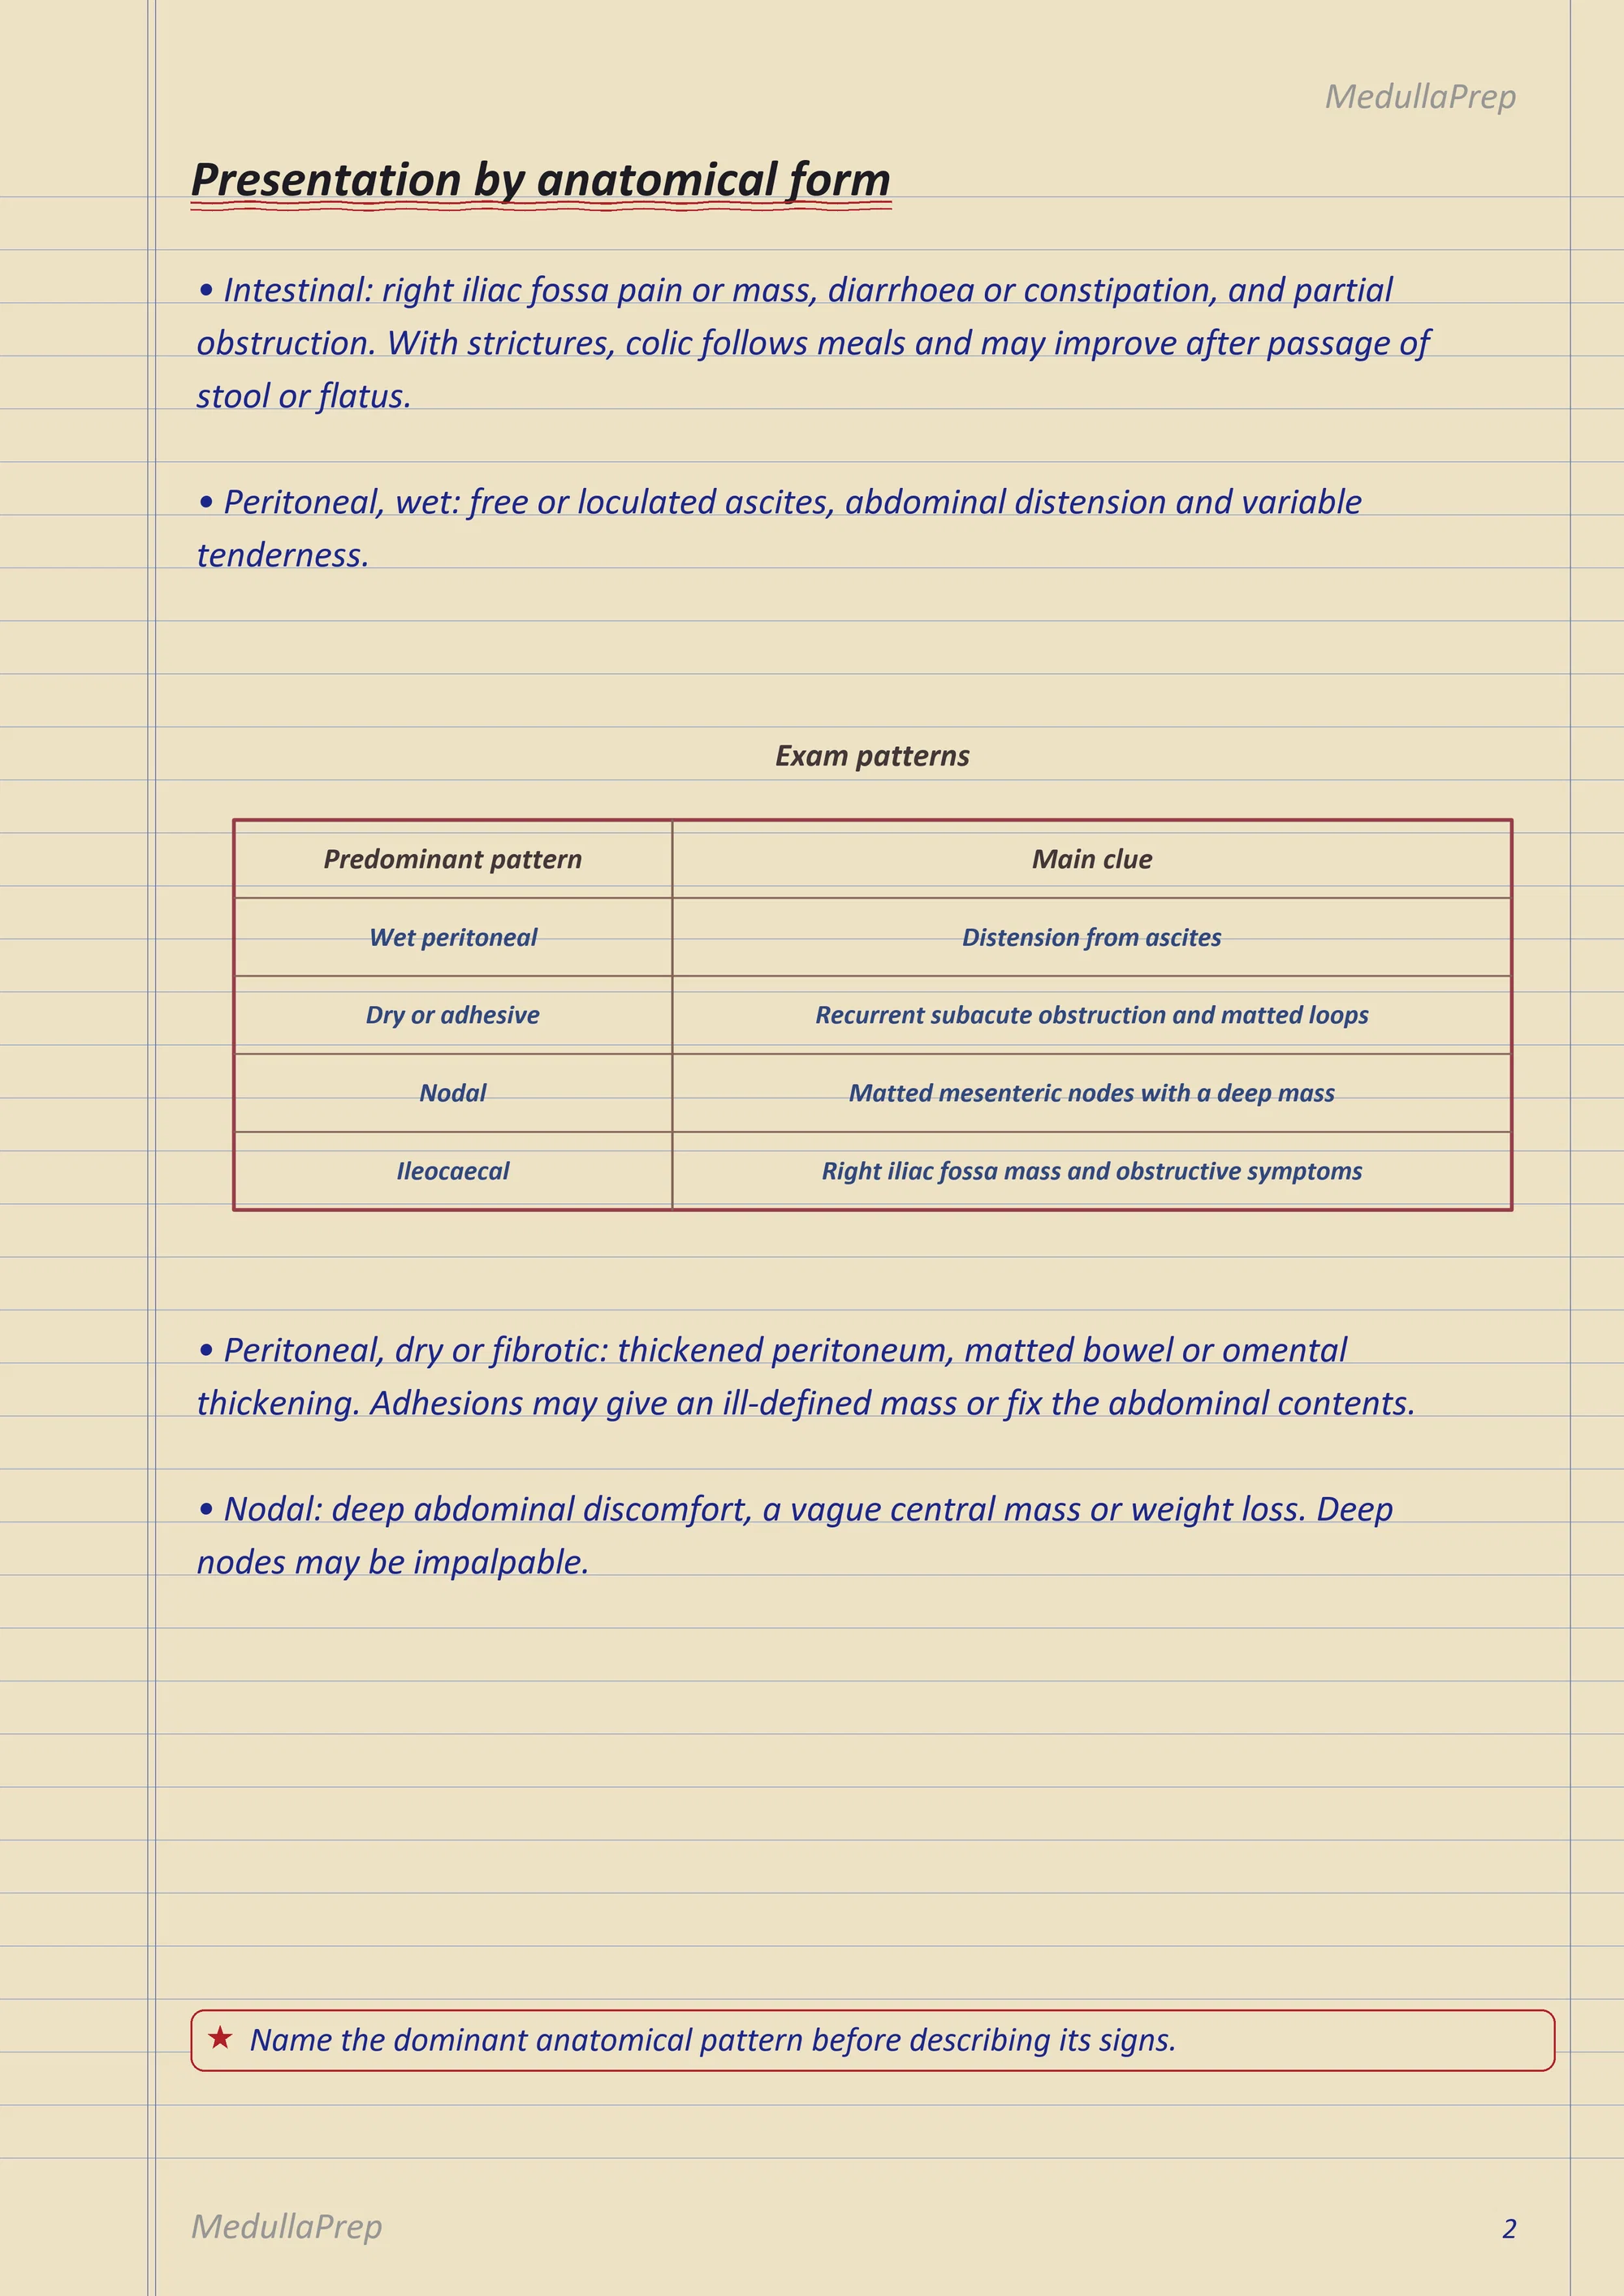 MedullaPrep
Presentation by anatomical form
• Intestinal: right iliac fossa pain or mass, diarrhoea or constipation, and partial
obstruction. With strictures, colic follows meals and may improve after passage of
stool or flatus.
• Peritoneal, wet: free or loculated ascites, abdominal distension and variable
tenderness.
Exam patterns
Predominant pattern Main clue
Wet peritoneal Distension from ascites
Dry or adhesive Recurrent subacute obstruction and matted loops
Nodal Matted mesenteric nodes with a deep mass
Ileocaecal Right iliac fossa mass and obstructive symptoms
• Peritoneal, dry or fibrotic: thickened peritoneum, matted bowel or omental
thickening. Adhesions may give an ill-defined mass or fix the abdominal contents.
• Nodal: deep abdominal discomfort, a vague central mass or weight loss. Deep
nodes may be impalpable.
★ Name the dominant anatomical pattern before describing its signs.
MedullaPrep 2